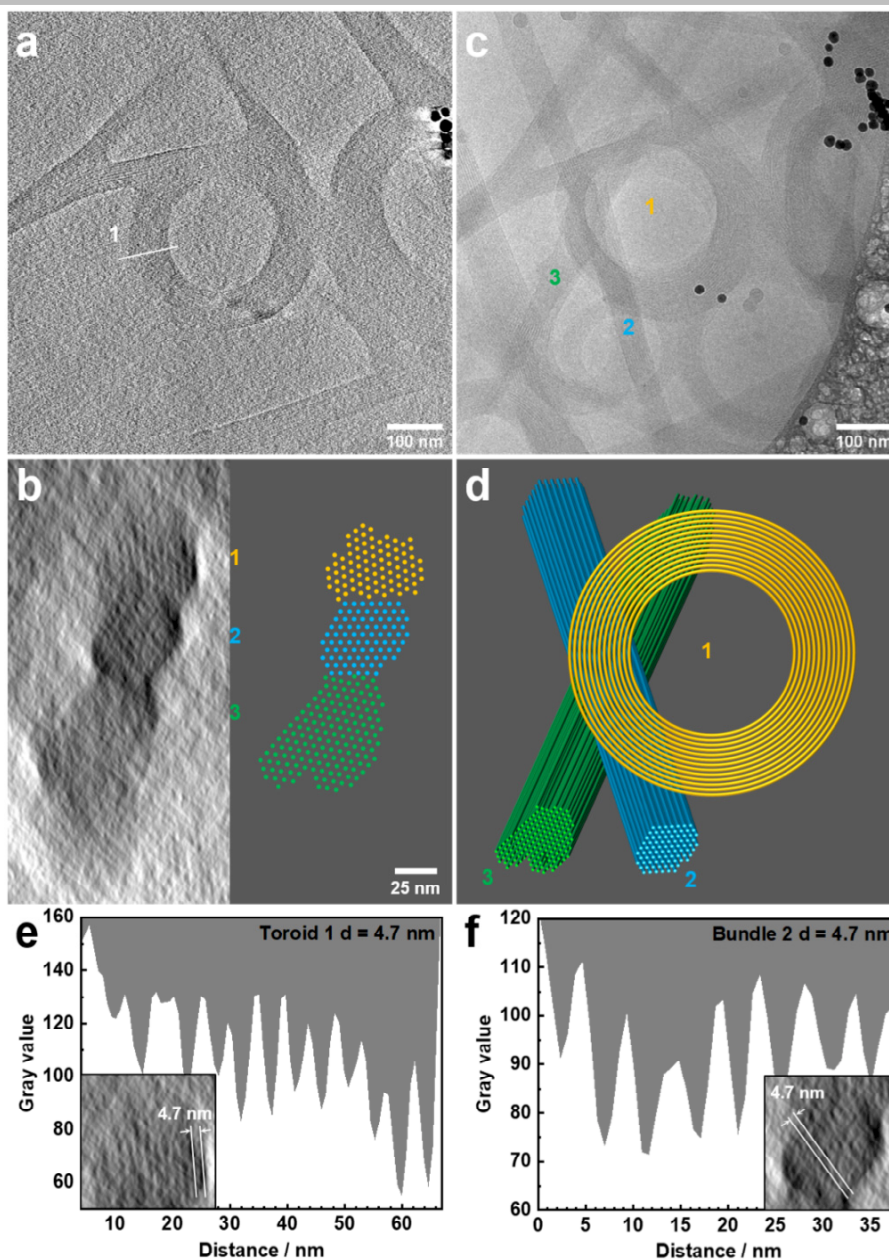 a
1
100 nm
c
1
3
2
100 nm
b
1
2
3
25 nm
d
1
3
2
e
Toroid 1 d = 4.7 nm
Gray value
160
140
120
100
80
60
4.7 nm
10 20 30 40 50 60
Distance / nm
f
Bundle 2 d = 4.7 nm
Gray value
120
110
100
90
80
70
60
4.7 nm
0 5 10 15 20 25 30 35
Distance / nm